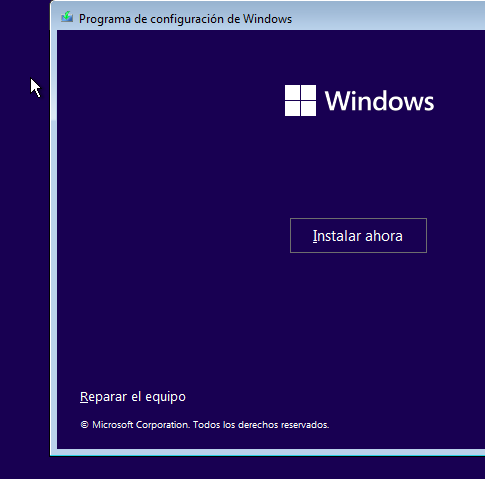 Programa de configuración de Windows
Windows
Instalar ahora
Reparar el equipo
© Microsoft Corporation. Todos los derechos reservados.